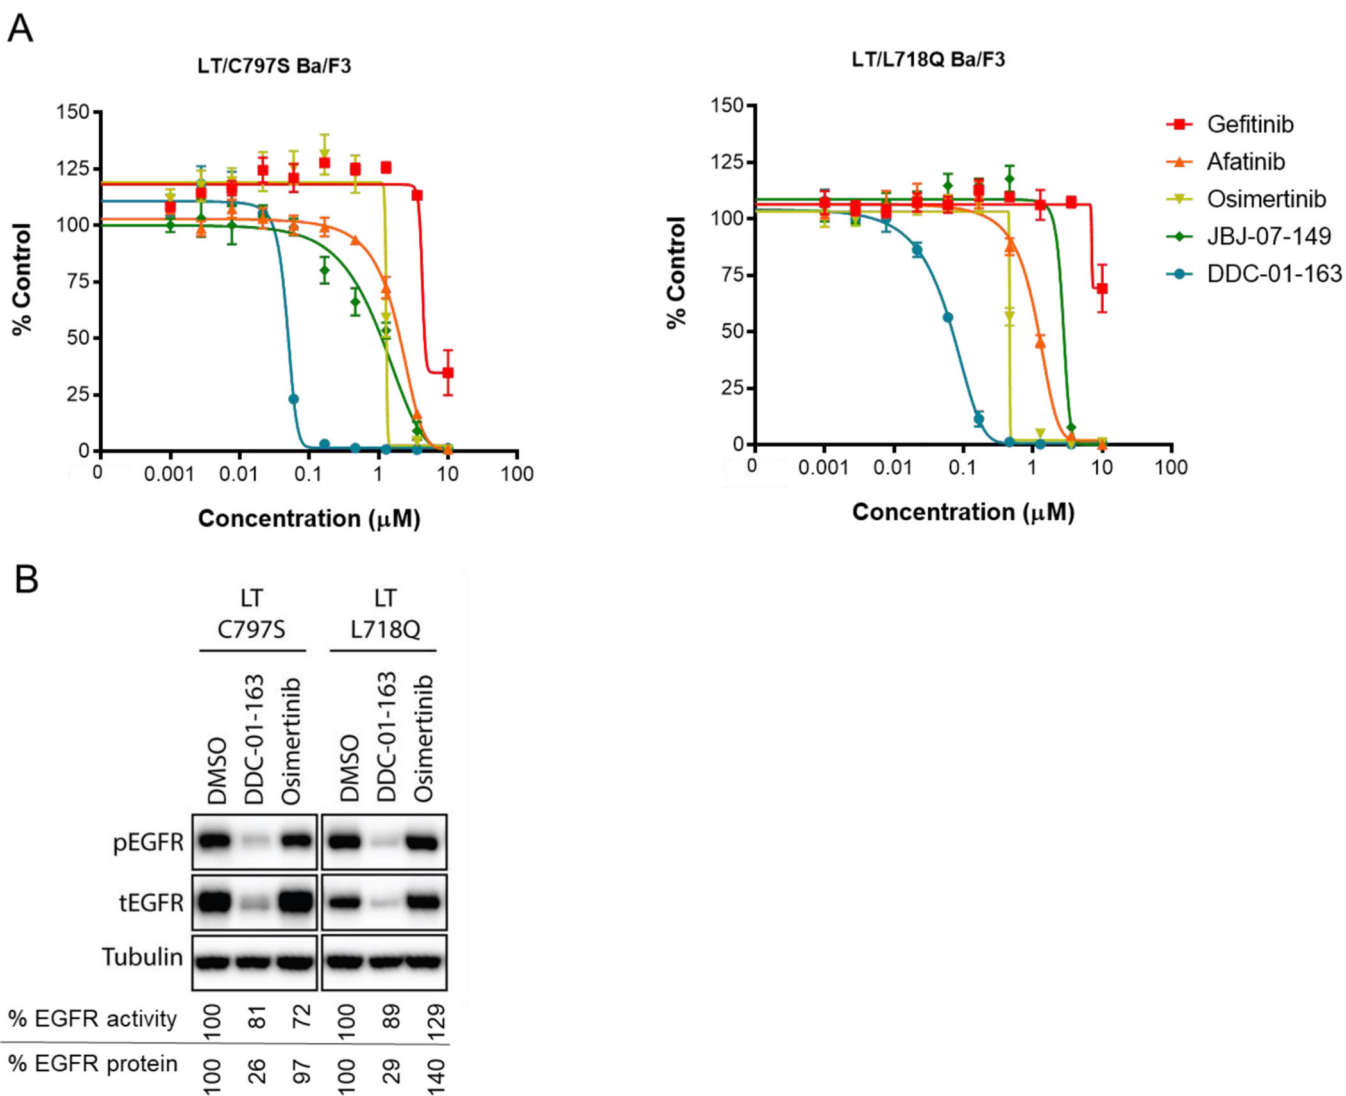 A
LT/C797S Ba/F3
150
125
100
75
50
25
0
% Control
0 0.001 0.01 0.1 1 10 100
Concentration (μM)
LT/L718Q Ba/F3
150
125
100
75
50
25
0
% Control
0 0.001 0.01 0.1 1 10 100
Concentration (μM)
Gefitinib
Afatinib
Osimertinib
JBJ-07-149
DDC-01-163
B
LT LT
C797S L718Q
DMSO DDC-01-163 Osimertinib DMSO DDC-01-163 Osimertinib
pEGFR
tEGFR
Tubulin
% EGFR activity 100 81 72 100 89 129
% EGFR protein 100 26 97 100 29 140